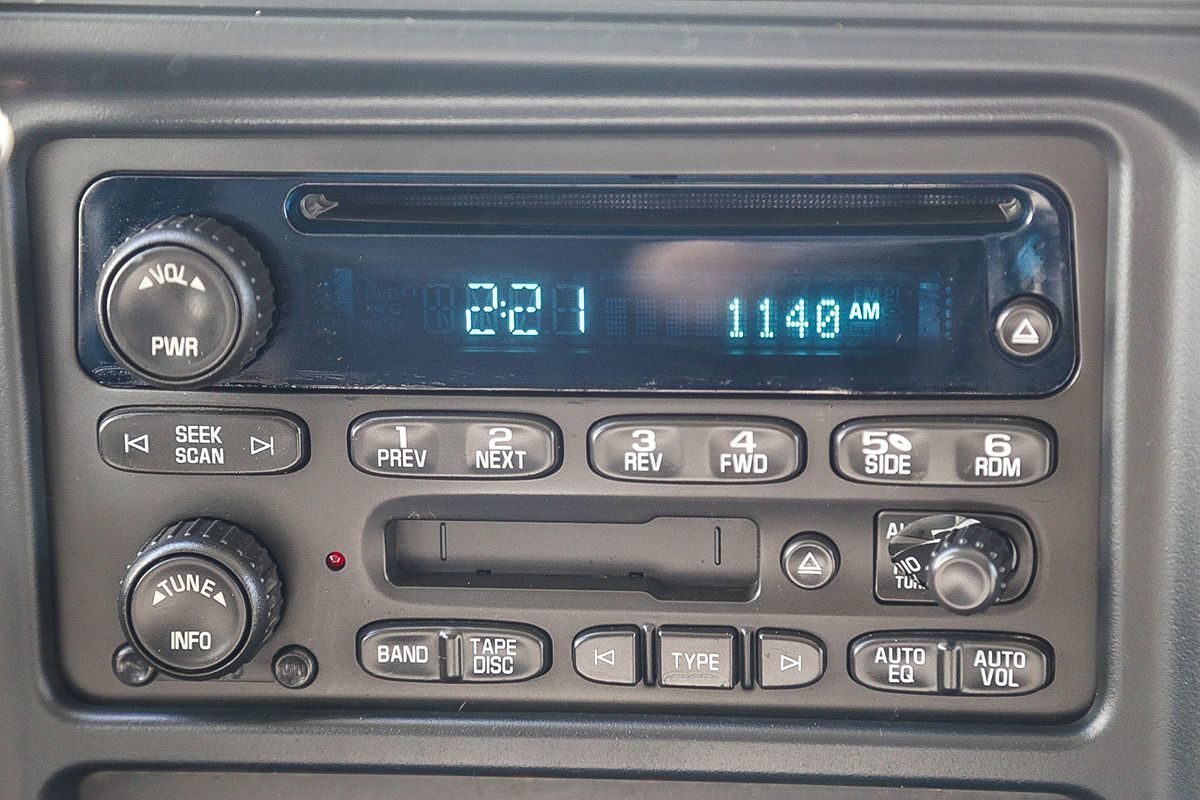 VOL
PWR
2:21
1140 AM
SEEK
SCAN
1
PREV
2
NEXT
3
REV
4
FWD
5
SIDE
6
RDM
TUNE
INFO
BAND
TAPE
DISC
TYPE
AUTO
EQ
AUTO
VOL